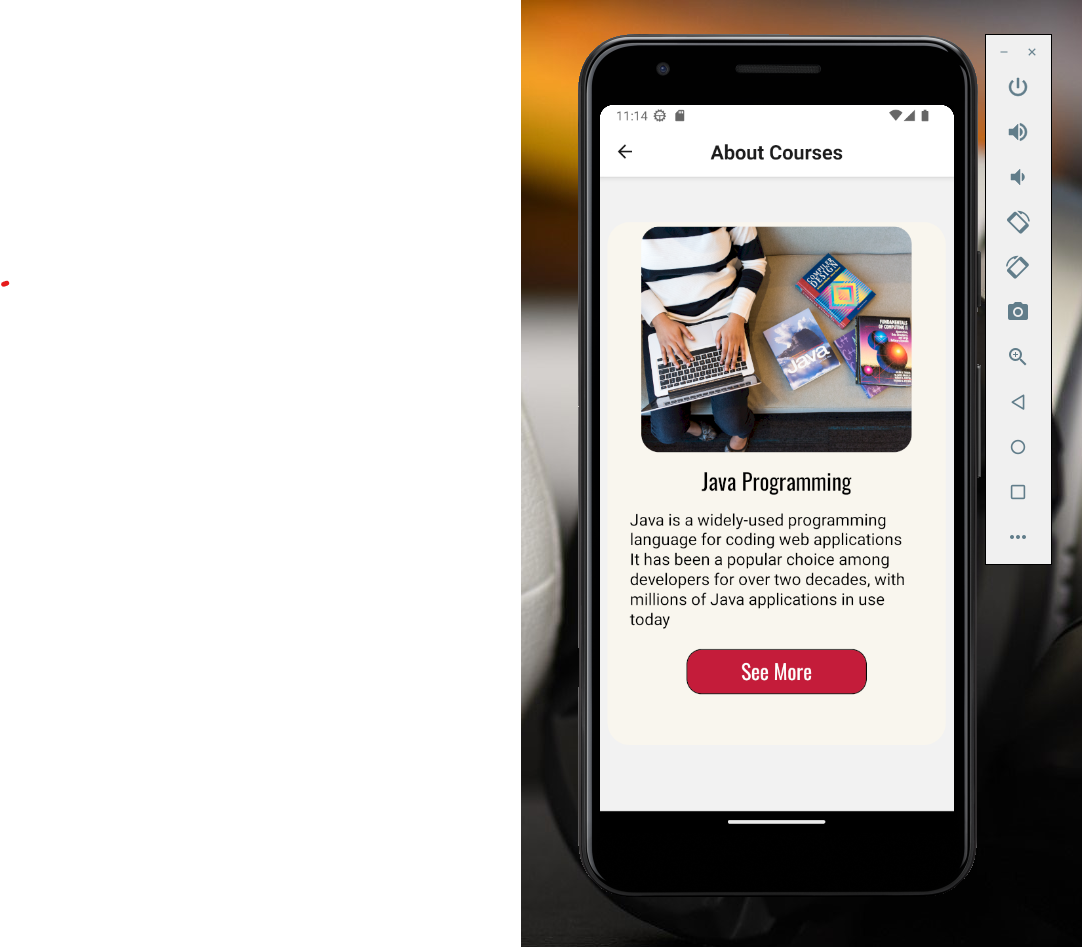 11:14
About Courses
COMPILER
DESIGN
Java
FUNDAMENTALS
OF COMPUTING II
Java Programming
Java is a widely-used programming
language for coding web applications
It has been a popular choice among
developers for over two decades, with
millions of Java applications in use
today
See More